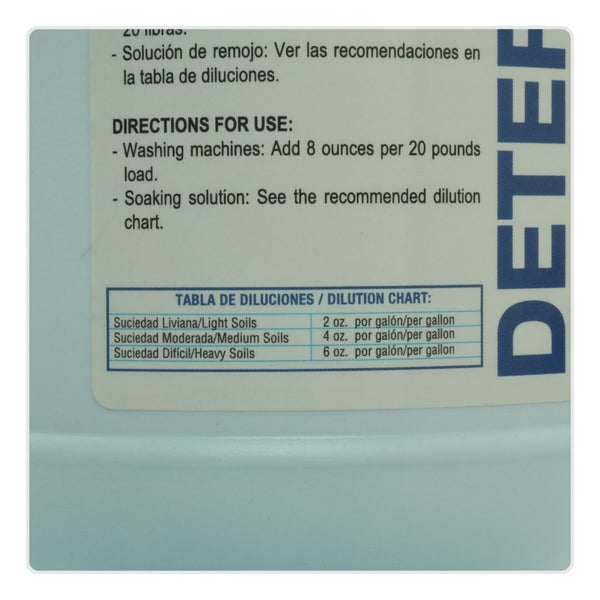 20 libras.
- Solución de remojo: Ver las recomendaciones en
la tabla de diluciones.
DIRECTIONS FOR USE:
- Washing machines: Add 8 ounces per 20 pounds
load.
- Soaking solution: See the recommended dilution
chart.
TABLA DE DILUCIONES / DILUTION CHART:
Suciedad Liviana/Light Soils 2 oz. por galón/per gallon
Suciedad Moderada/Medium Soils 4 oz. por galón/per gallon
Suciedad Difícil/Heavy Soils 6 oz. por galón/per gallon
DETER